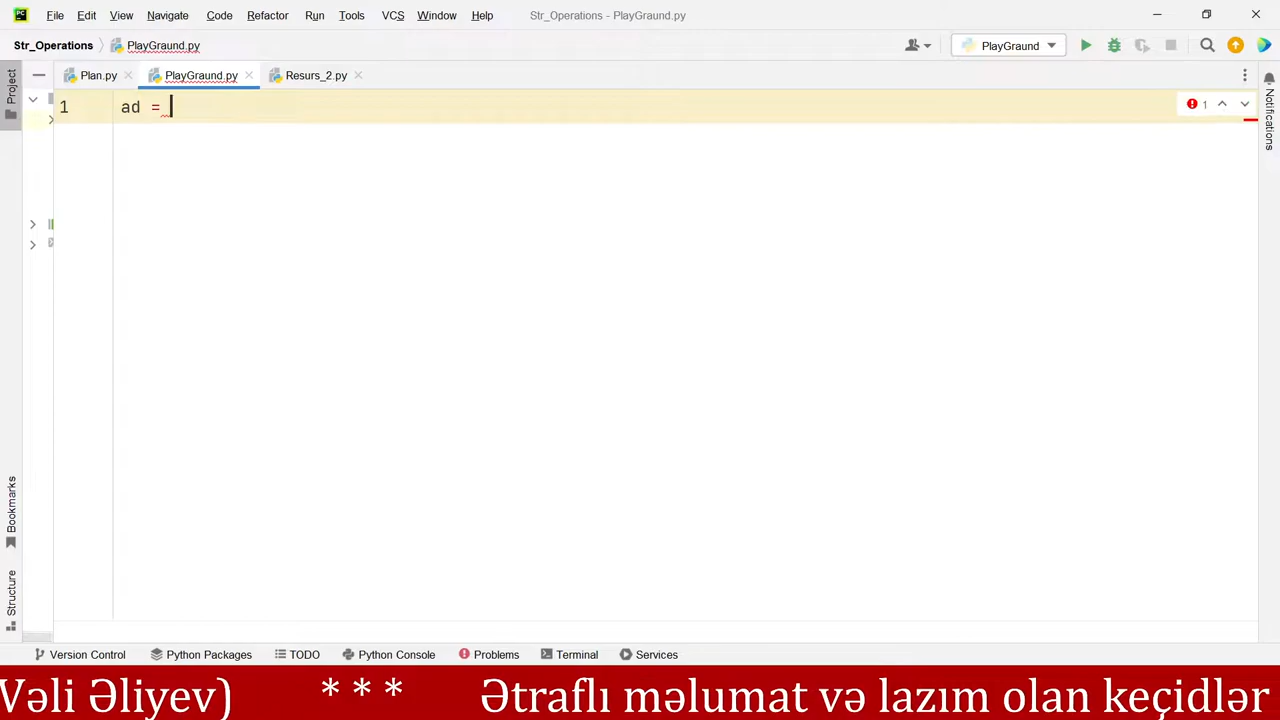 File Edit View Navigate Code Refactor Run Tools VCS Window Help Str_Operations - PlayGraund.py
Str_Operations PlayGraund.py PlayGraund
Project
Plan.py PlayGraund.py Resurs_2.py
Notifications
1 ad =
1
Bookmarks
Structure
Version Control Python Packages TODO Python Console Problems Terminal Services
Vəli Əliyev) * * * Ətraflı məlumat və lazım olan keçidlər